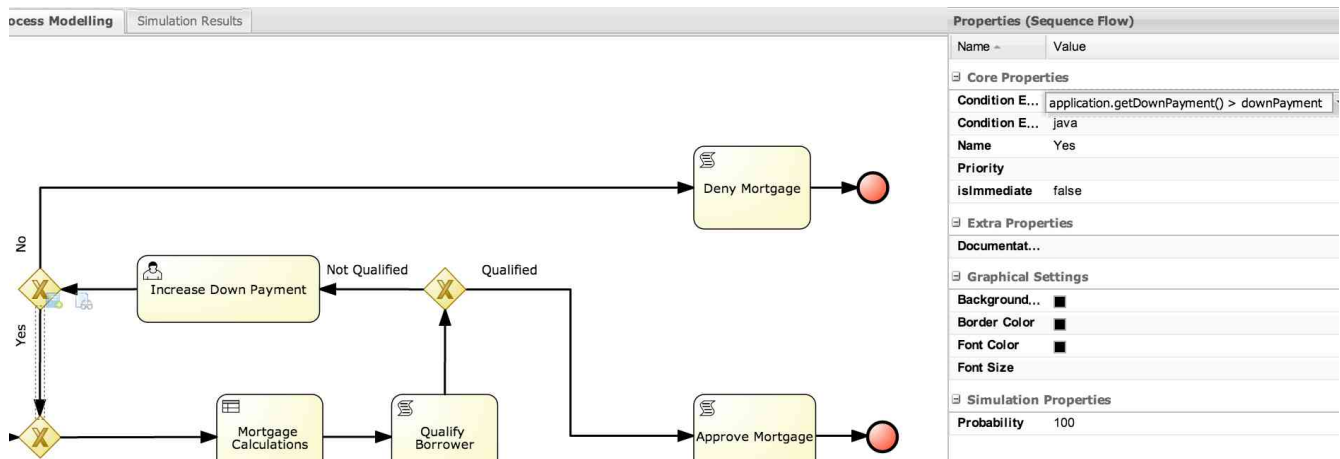 ocess Modelling
Simulation Results
Deny Mortgage
No
Increase Down Payment
Not Qualified
Qualified
Yes
Mortgage
Calculations
Qualify
Borrower
Approve Mortgage
Properties (Sequence Flow)
Name Value
Core Properties
Condition E... application.getDownPayment() > downPayment
Condition E... java
Name Yes
Priority
isImmediate false
Extra Properties
Documentat...
Graphical Settings
Background...
Border Color
Font Color
Font Size
Simulation Properties
Probability 100